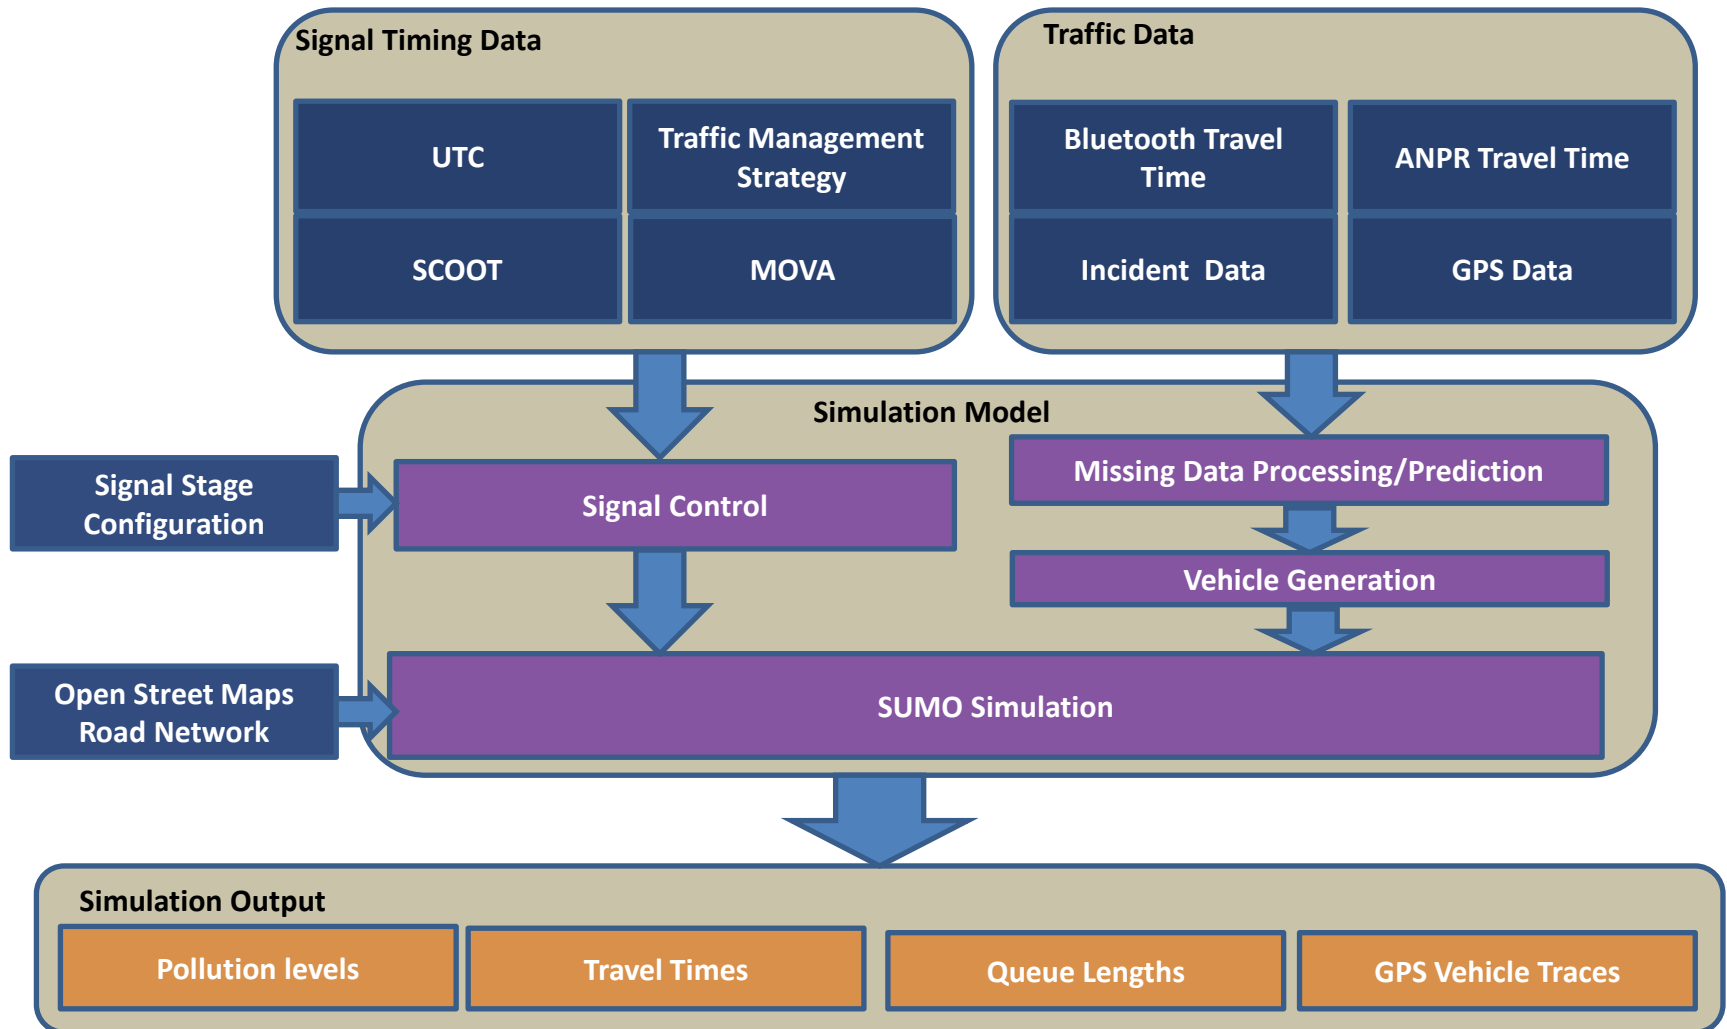 Signal Timing Data
UTC
Traffic Management
Strategy
SCOOT
MOVA
Traffic Data
Bluetooth Travel
Time
ANPR Travel Time
Incident  Data
GPS Data
Simulation Model
Signal Stage
Configuration
Signal Control
Missing Data Processing/Prediction
Vehicle Generation
Open Street Maps
Road Network
SUMO Simulation
Simulation Output
Pollution levels
Travel Times
Queue Lengths
GPS Vehicle Traces